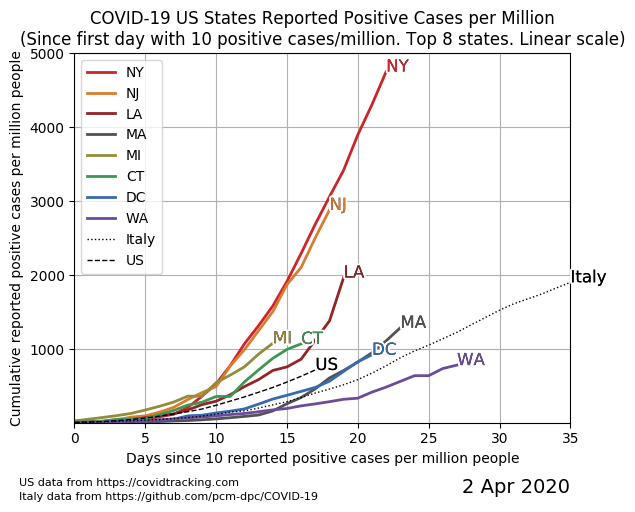 COVID-19 US States Reported Positive Cases per Million
(Since first day with 10 positive cases/million. Top 8 states. Linear scale)
Cumulative reported positive cases per million people
5000
4000
3000
2000
1000
NY
NJ
LA
MA
MI
CT
DC
WA
Italy
US
NY
NJ
LA
Italy
MA
MI
CT
DC
US
WA
0
5
10
15
20
25
30
35
Days since 10 reported positive cases per million people
US data from https://covidtracking.com
Italy data from https://github.com/pcm-dpc/COVID-19
2 Apr 2020